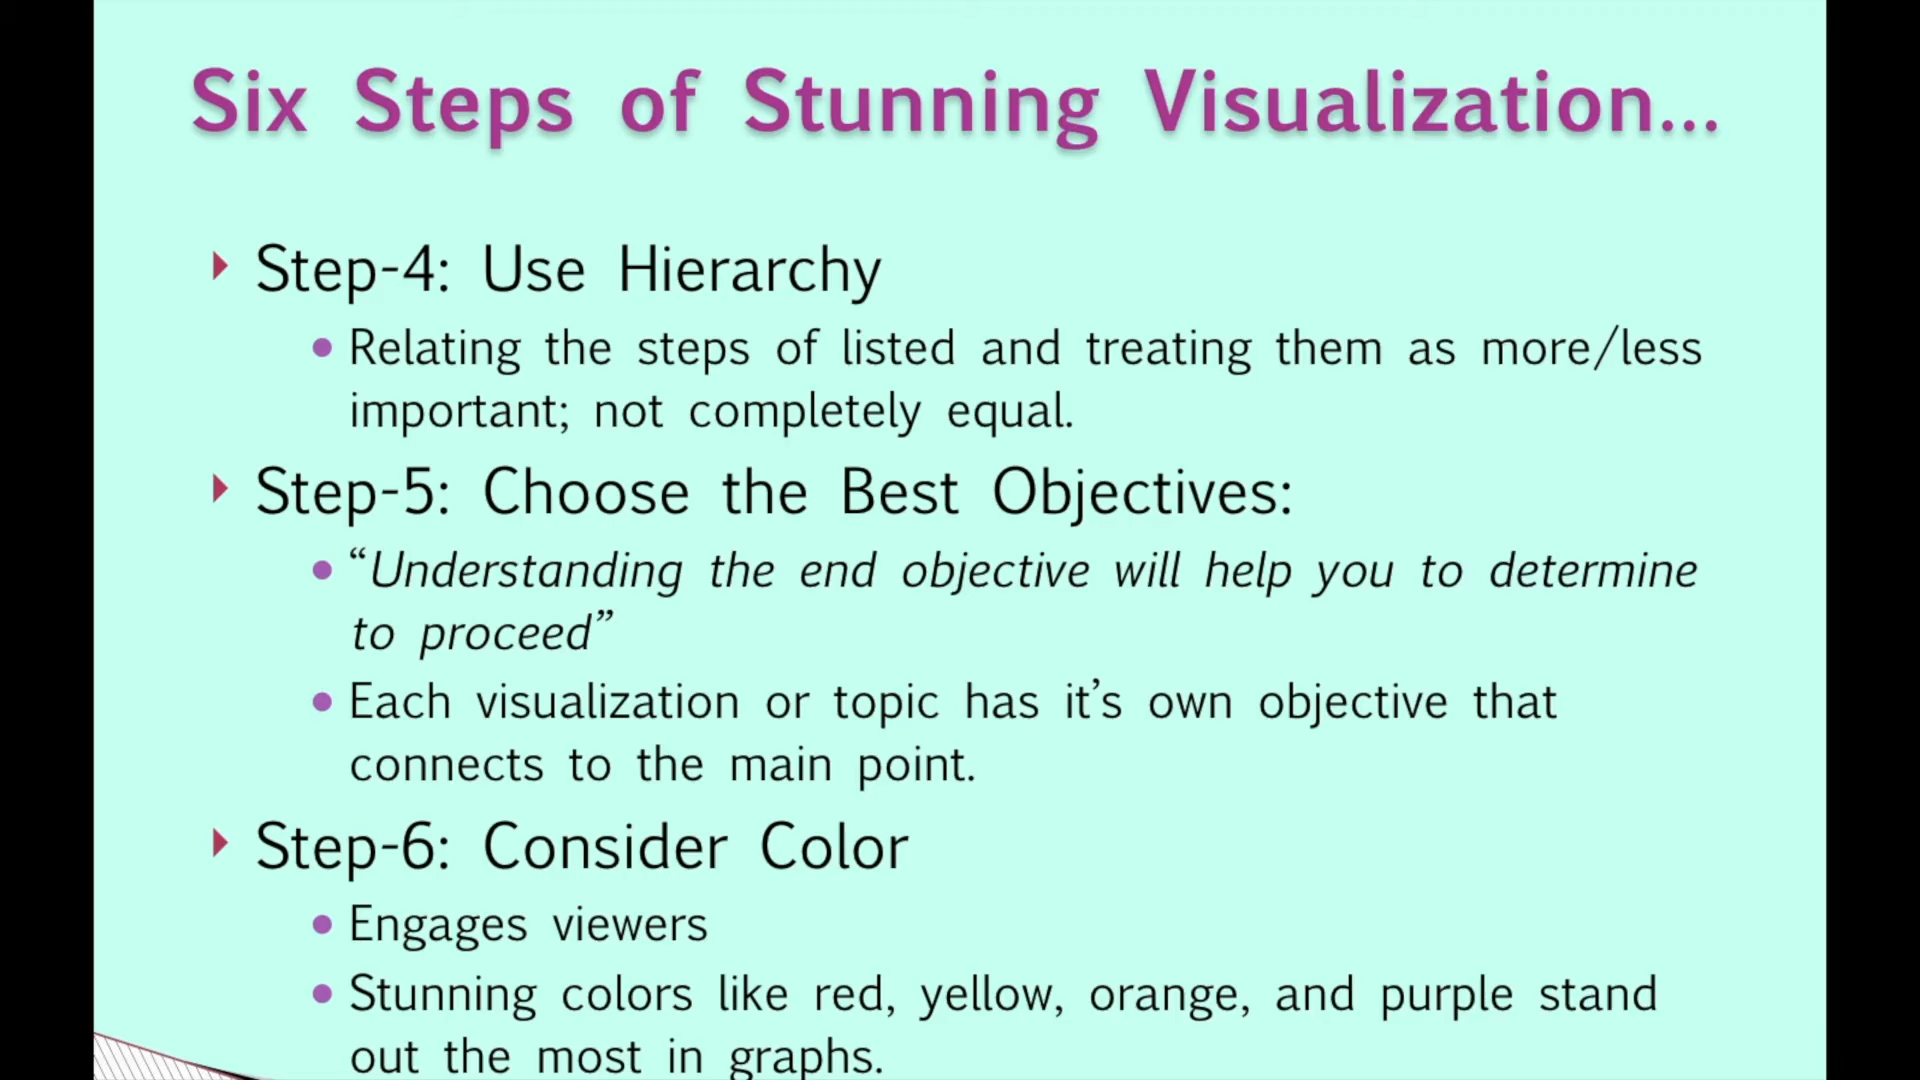 Six Steps of Stunning Visualization...
Step-4: Use Hierarchy
Relating the steps of listed and treating them as more/less
important; not completely equal.
Step-5: Choose the Best Objectives:
“Understanding the end objective will help you to determine
to proceed”
Each visualization or topic has it’s own objective that
connects to the main point.
Step-6: Consider Color
Engages viewers
Stunning colors like red, yellow, orange, and purple stand
out the most in graphs.